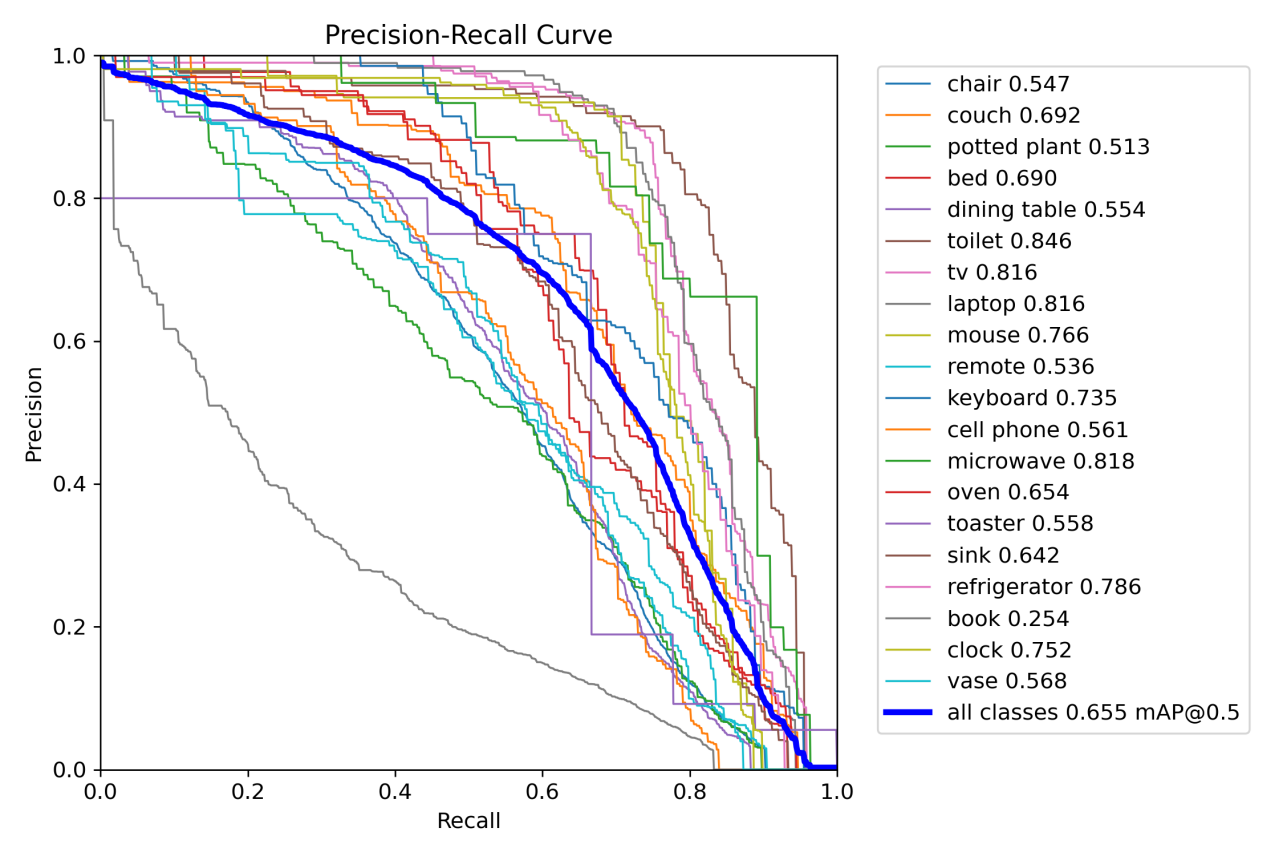 Precision-Recall Curve
1.0
0.8
0.6
0.4
0.2
0.0
Precision
0.0 0.2 0.4 0.6 0.8 1.0
Recall
chair 0.547
couch 0.692
potted plant 0.513
bed 0.690
dining table 0.554
toilet 0.846
tv 0.816
laptop 0.816
mouse 0.766
remote 0.536
keyboard 0.735
cell phone 0.561
microwave 0.818
oven 0.654
toaster 0.558
sink 0.642
refrigerator 0.786
book 0.254
clock 0.752
vase 0.568
all classes 0.655 mAP@0.5